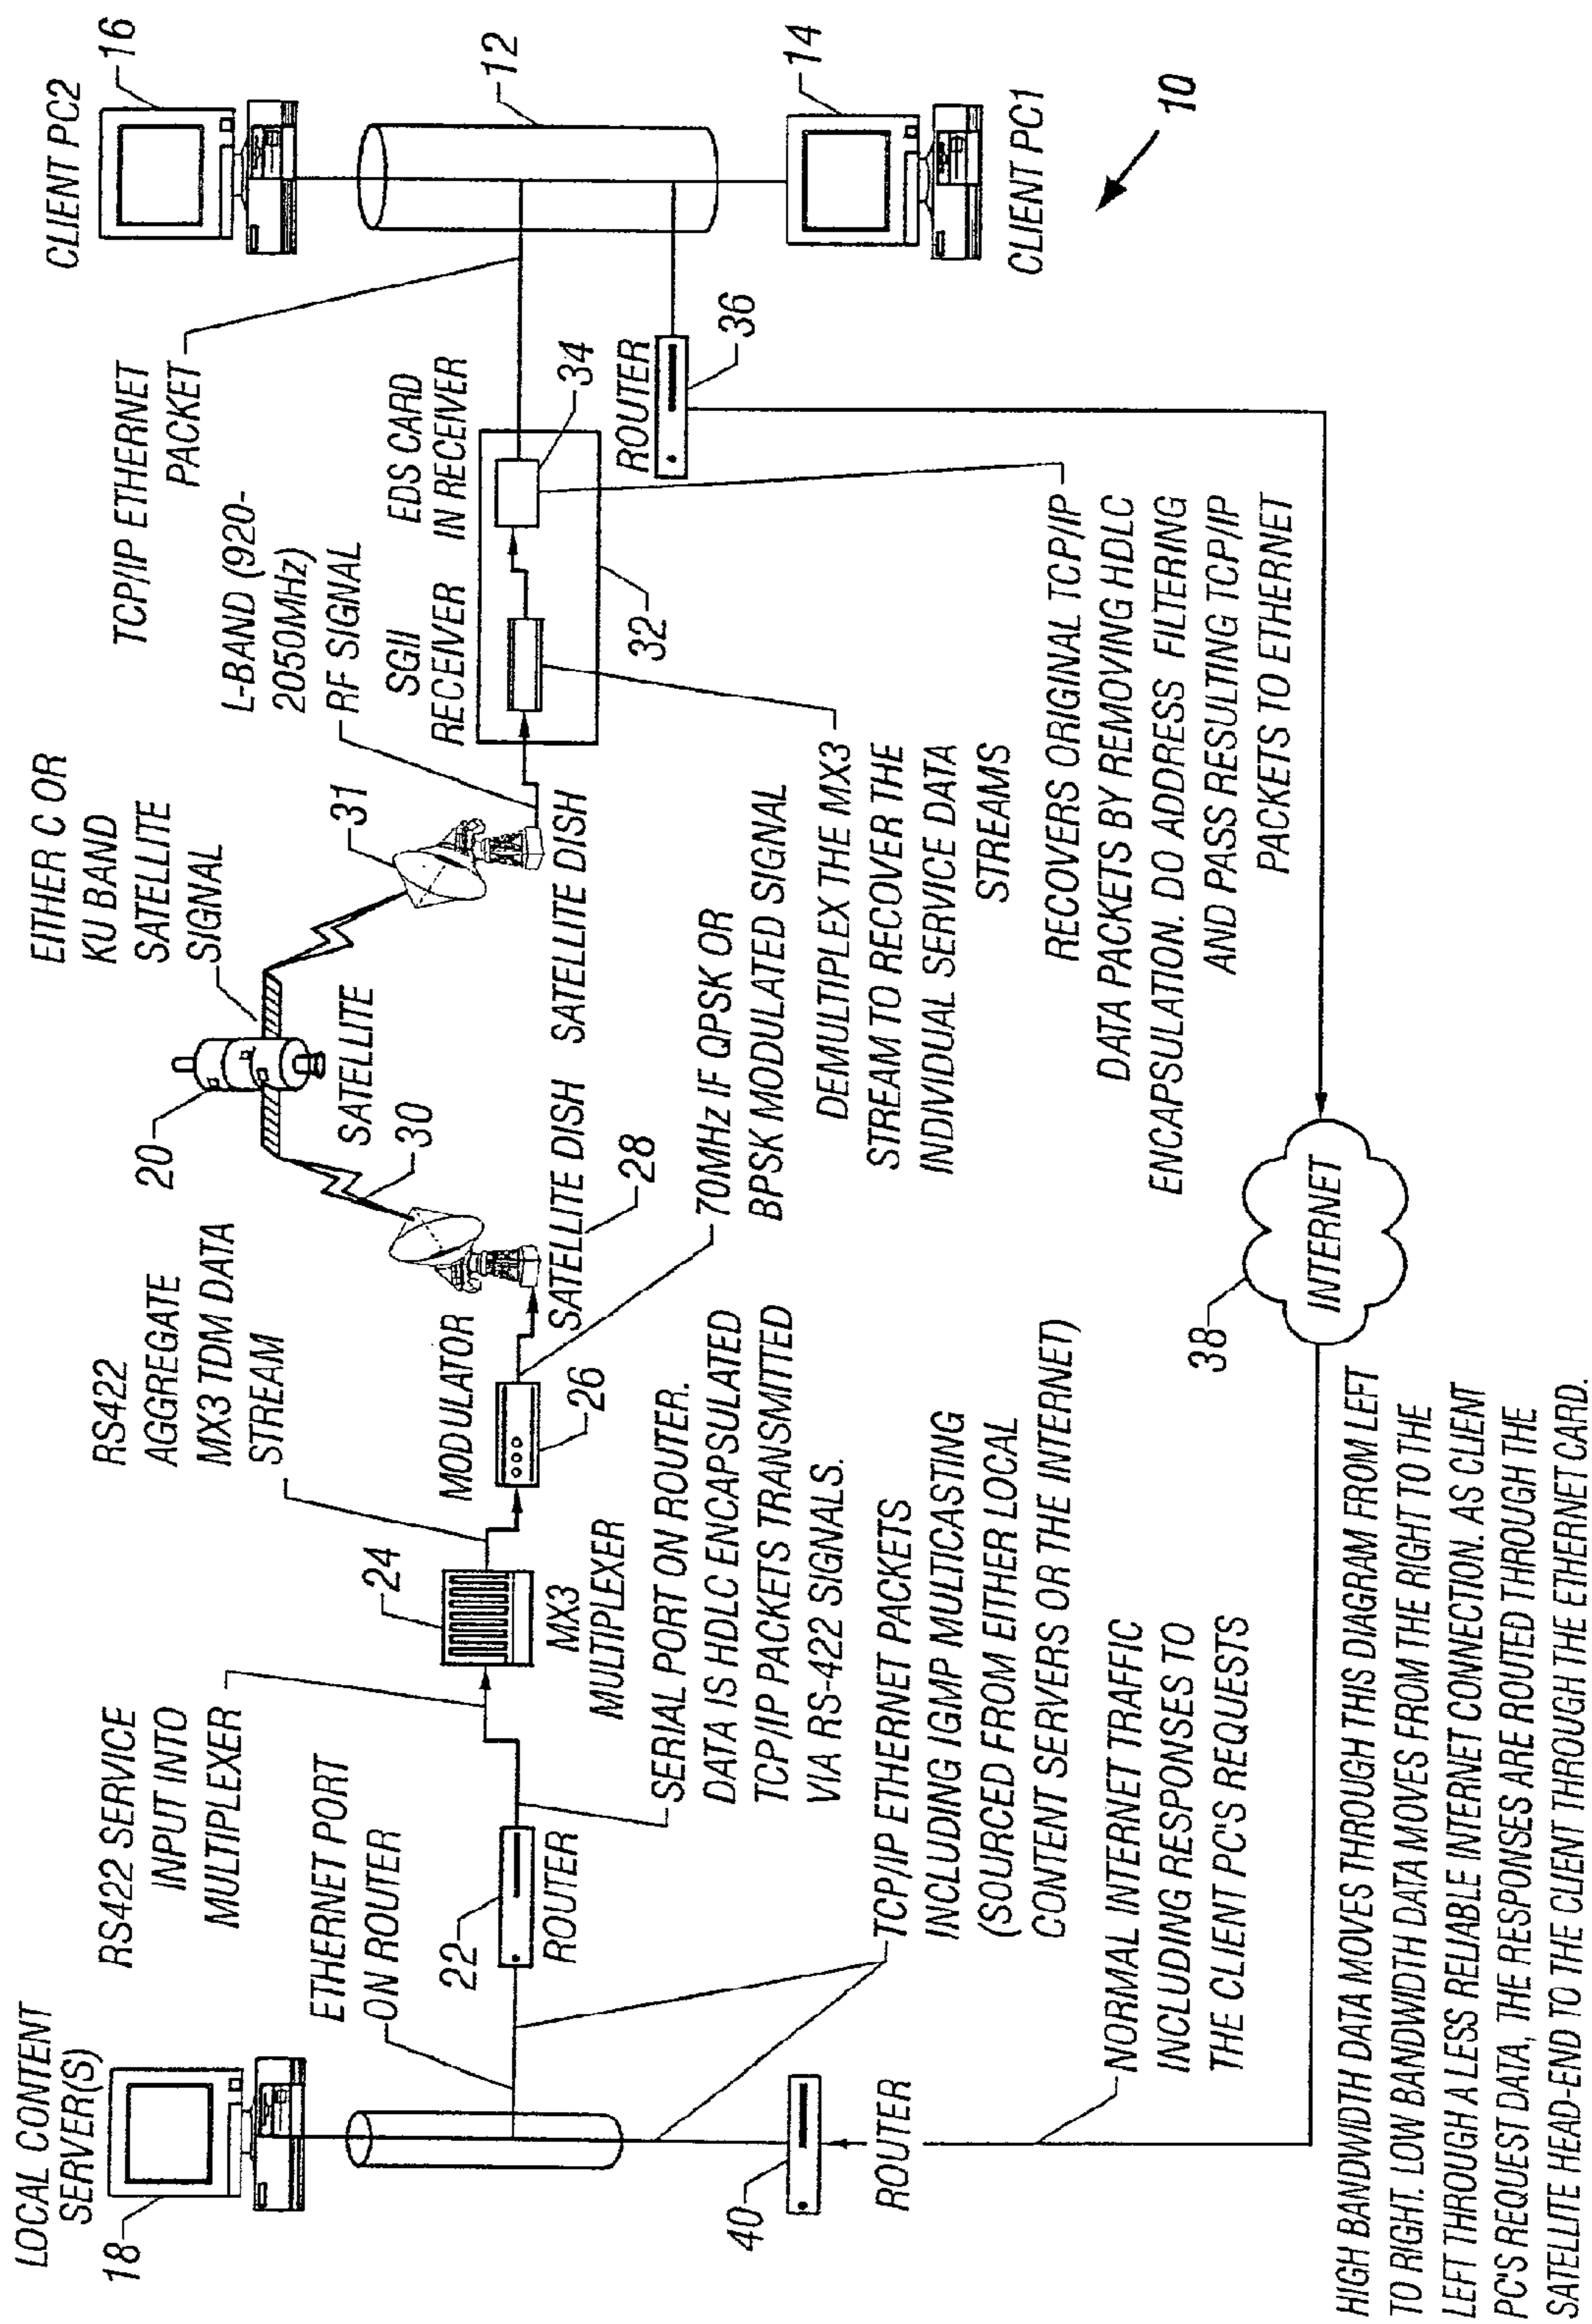 LOCAL CONTENT
SERVER(S)
18
RS422 SERVICE
INPUT INTO
MULTIPLEXER
ETHERNET PORT
ON ROUTER
22
ROUTER
40
ROUTER
RS422
AGGREGATE
MX3 TDM DATA
STREAM
24
MX3
MULTIPLEXER
MODULATOR
26
SERIAL PORT ON ROUTER.
DATA IS HDLC ENCAPSULATED
TCP/IP PACKETS TRANSMITTED
VIA RS-422 SIGNALS.
TCP/IP ETHERNET PACKETS
INCLUDING IGMP MULTICASTING
(SOURCED FROM EITHER LOCAL
CONTENT SERVERS OR THE INTERNET)
NORMAL INTERNET TRAFFIC
INCLUDING RESPONSES TO
THE CLIENT PC'S REQUESTS
20
SATELLITE
30
EITHER C OR
KU BAND
SATELLITE
SIGNAL
SATELLITE DISH
28
31
SATELLITE DISH
70MHz IF QPSK OR
BPSK MODULATED SIGNAL
L-BAND (920-
2050MHz)
RF SIGNAL
TCP/IP ETHERNET
PACKET
SGII
RECEIVER
EDS CARD
IN RECEIVER
34
32
DEMULTIPLEX THE MX3
STREAM TO RECOVER THE
INDIVIDUAL SERVICE DATA
STREAMS
ROUTER
36
RECOVERS ORIGINAL TCP/IP
DATA PACKETS BY REMOVING HDLC
ENCAPSULATION. DO ADDRESS FILTERING
AND PASS RESULTING TCP/IP
PACKETS TO ETHERNET
CLIENT PC2
16
12
14
CLIENT PC1
10
38
INTERNET
HIGH BANDWIDTH DATA MOVES THROUGH THIS DIAGRAM FROM LEFT
TO RIGHT. LOW BANDWIDTH DATA MOVES FROM THE RIGHT TO THE
LEFT THROUGH A LESS RELIABLE INTERNET CONNECTION. AS CLIENT
PC'S REQUEST DATA, THE RESPONSES ARE ROUTED THROUGH THE
SATELLITE HEAD-END TO THE CLIENT THROUGH THE ETHERNET CARD.